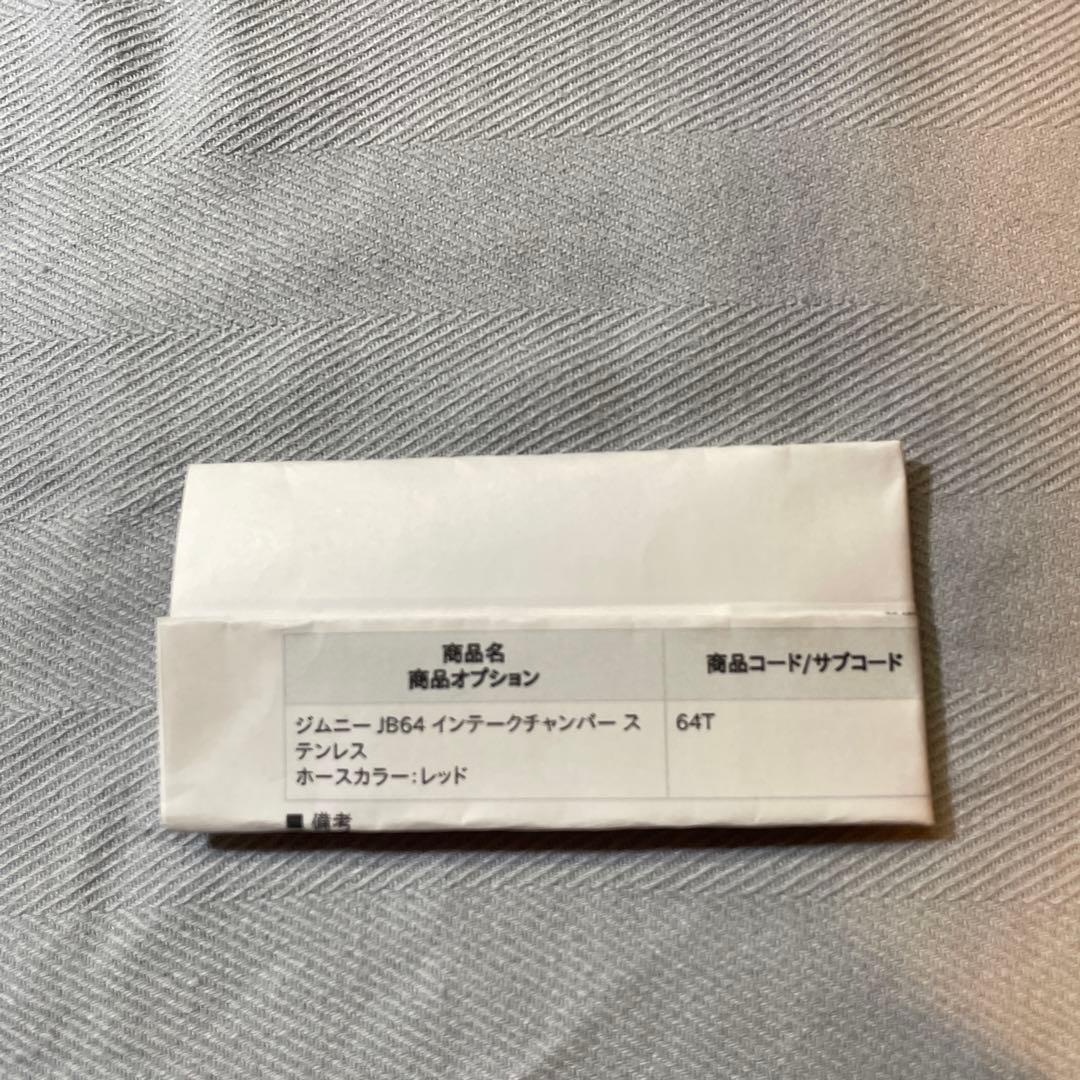 商品名
商品オプション
商品コード/サブコード
ジムニー JB64 インテークチャンバー ス
テンレス
ホースカラー:レッド
64T
■ 備考